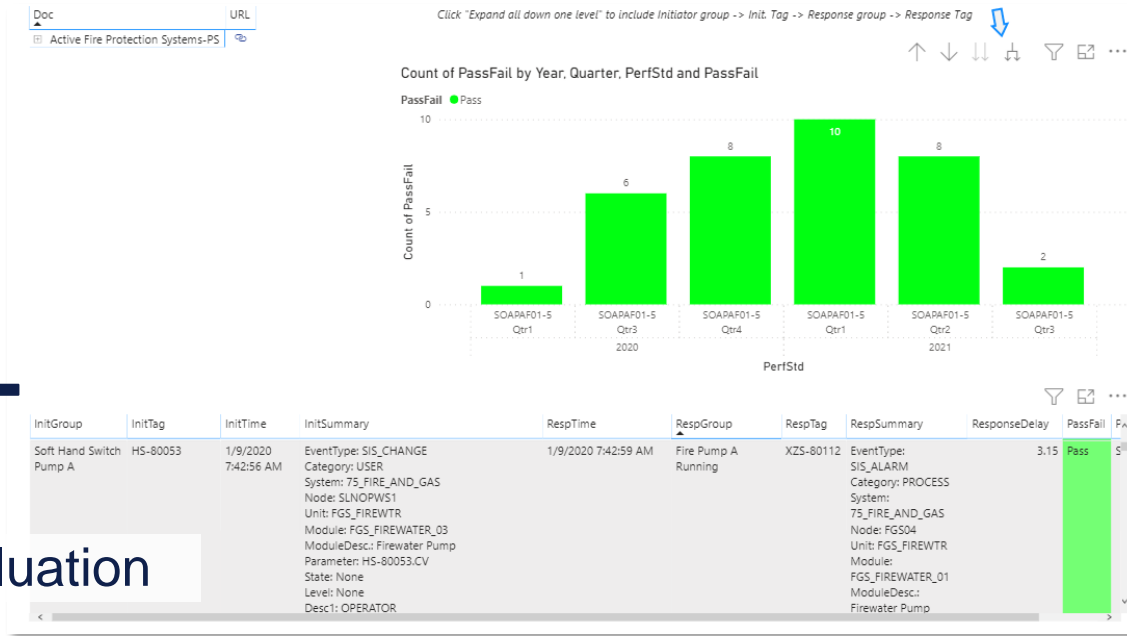 Doc URL
Active Fire Protection Systems-PS
Click "Expand all down one level" to include Initiator group -> Init. Tag -> Response group -> Response Tag
Count of PassFail by Year, Quarter, PerfStd and PassFail
PassFail Pass
10
5
0
Count of PassFail
1
6
8
10
8
2
SOAPAF01-5 SOAPAF01-5 SOAPAF01-5 SOAPAF01-5 SOAPAF01-5 SOAPAF01-5
Qtr1 Qtr3 Qtr4 Qtr1 Qtr2 Qtr3
2020 2021
PerfStd
InitGroup InitTag InitTime InitSummary RespTime RespGroup RespTag RespSummary ResponseDelay PassFail
Soft Hand Switch HS-80053 1/9/2020 EventType: SIS_CHANGE 1/9/2020 7:42:59 AM Fire Pump A XZS-80112 EventType: 3.15 Pass
Pump A 7:42:56 AM Category: USER Running SIS_ALARM
System: 75_FIRE_AND_GAS Category: PROCESS
Node: SLNOPWS1 System:
Unit: FGS_FIREWTR 75_FIRE_AND_GAS
Module: FGS_FIREWATER_03 Node: FGS04
ModuleDesc.: Firewater Pump Unit: FGS_FIREWTR
Parameter: HS-80053.CV Module:
State: None FGS_FIREWATER_01
Level: None ModuleDesc.:
Desc1: OPERATOR Firewater Pump
luation